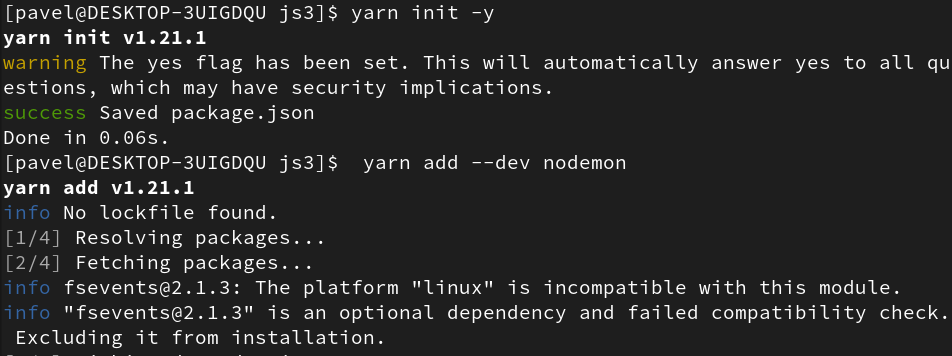 [pavel@DESKTOP-3UIGDQU js3]$ yarn init -y
yarn init v1.21.1
warning The yes flag has been set. This will automatically answer yes to all qu
estions, which may have security implications.
success Saved package.json
Done in 0.06s.
[pavel@DESKTOP-3UIGDQU js3]$  yarn add --dev nodemon
yarn add v1.21.1
info No lockfile found.
[1/4] Resolving packages...
[2/4] Fetching packages...
info fsevents@2.1.3: The platform "linux" is incompatible with this module.
info "fsevents@2.1.3" is an optional dependency and failed compatibility check.
 Excluding it from installation.